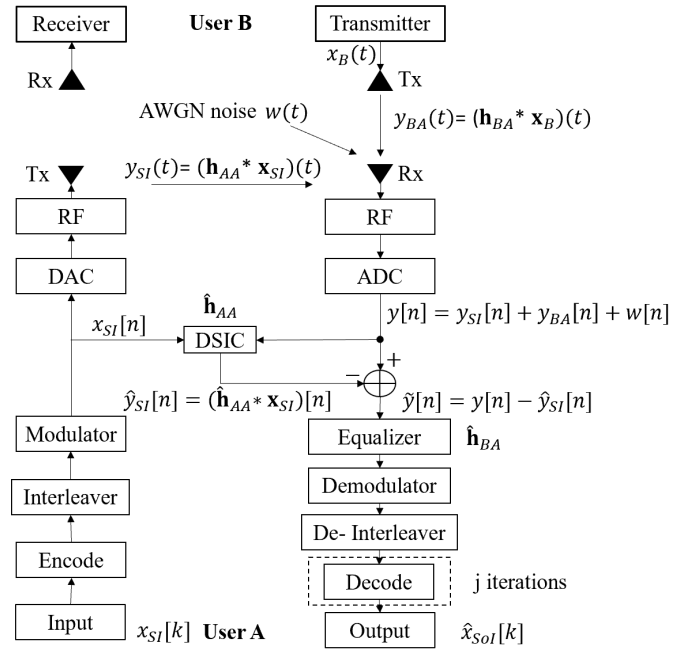 Receiver
User B
Transmitter
x_B(t)
Rx
Tx
AWGN noise w(t)
y_BA(t)= (h_BA* x_B)(t)
Tx
y_SI(t)= (h_AA* x_SI)(t)
Rx
RF
RF
DAC
ADC
ĥ_AA
x_SI[n]
DSIC
y[n] = y_SI[n] + y_BA[n] + w[n]
−
+
ŷ_SI[n] = (ĥ_AA* x_SI)[n]
ỹ[n] = y[n] − ŷ_SI[n]
Modulator
Equalizer
ĥ_BA
Interleaver
Demodulator
De- Interleaver
Encode
Decode
j iterations
Input
x_SI[k]
User A
Output
x̂_SoI[k]